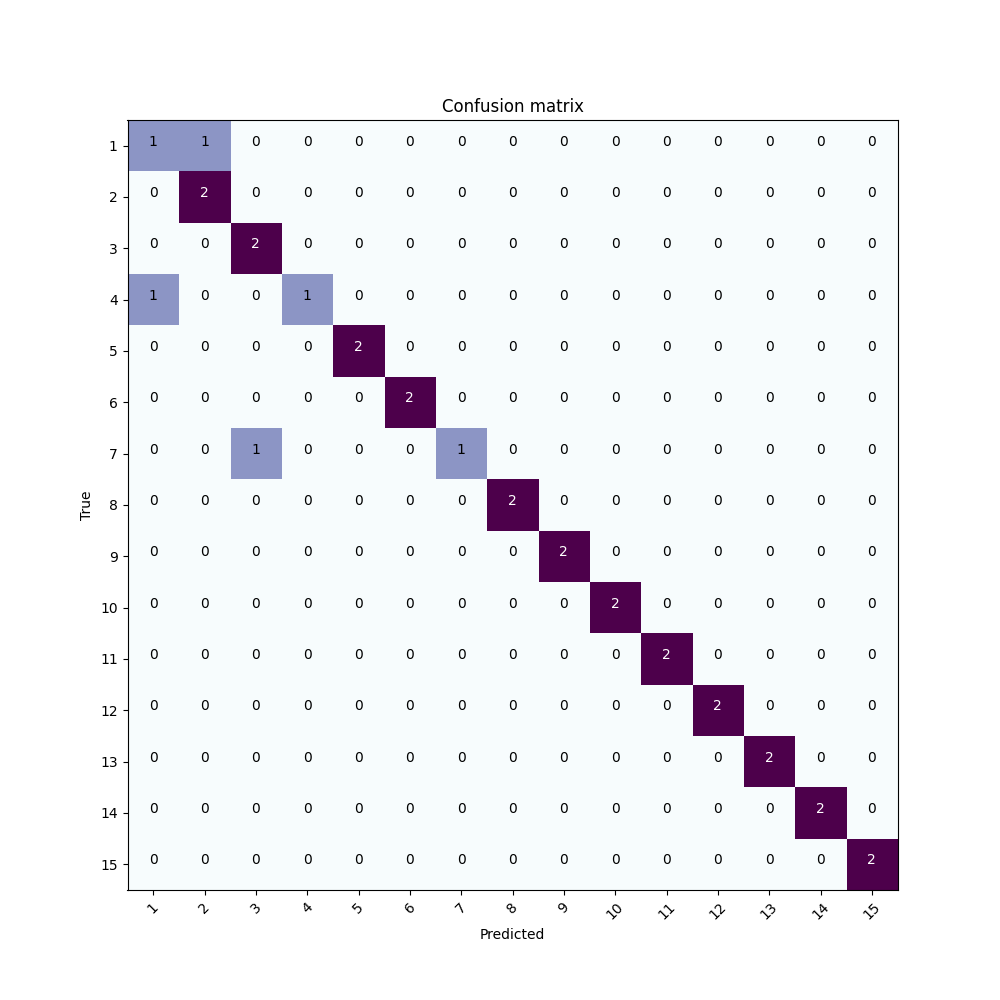 Confusion matrix
1 1 1 0 0 0 0 0 0 0 0 0 0 0 0 0
2 0 2 0 0 0 0 0 0 0 0 0 0 0 0 0
3 0 0 2 0 0 0 0 0 0 0 0 0 0 0 0
4 1 0 0 1 0 0 0 0 0 0 0 0 0 0 0
5 0 0 0 0 2 0 0 0 0 0 0 0 0 0 0
6 0 0 0 0 0 2 0 0 0 0 0 0 0 0 0
7 0 0 1 0 0 0 1 0 0 0 0 0 0 0 0
8 0 0 0 0 0 0 0 2 0 0 0 0 0 0 0
True
9 0 0 0 0 0 0 0 0 2 0 0 0 0 0 0
10 0 0 0 0 0 0 0 0 0 2 0 0 0 0 0
11 0 0 0 0 0 0 0 0 0 0 2 0 0 0 0
12 0 0 0 0 0 0 0 0 0 0 0 2 0 0 0
13 0 0 0 0 0 0 0 0 0 0 0 0 2 0 0
14 0 0 0 0 0 0 0 0 0 0 0 0 0 2 0
15 0 0 0 0 0 0 0 0 0 0 0 0 0 0 2
1 2 3 4 5 6 7 8 9 10 11 12 13 14 15
Predicted